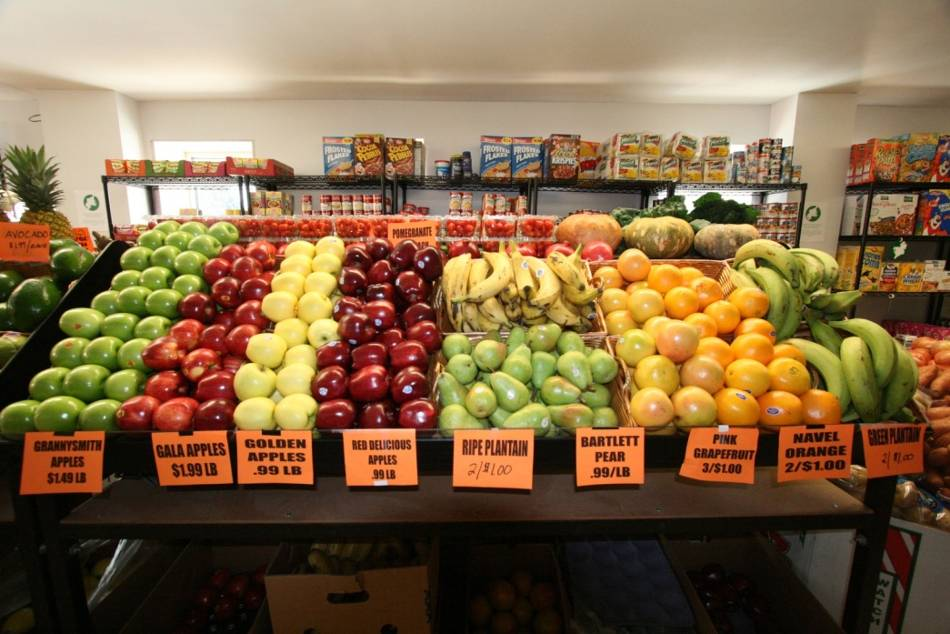 FROSTED
FLAKES
COCOA
PEBBLES
FROSTED
FLAKES
FROSTED
FLAKES
KRISPIES
POMEGRANATE
AVOCADO
GRANNYSMITH
APPLES
$1.49 LB
GALA APPLES
$1.99 LB
GOLDEN
APPLES
.99 LB
RED DELICIOUS
APPLES
.99 LB
RIPE PLANTAIN
2/$1.00
BARTLETT
PEAR
.99/LB
PINK
GRAPEFRUIT
3/$1.00
NAVEL
ORANGE
2/$1.00
GREEN PLANTAIN
2/$1.00